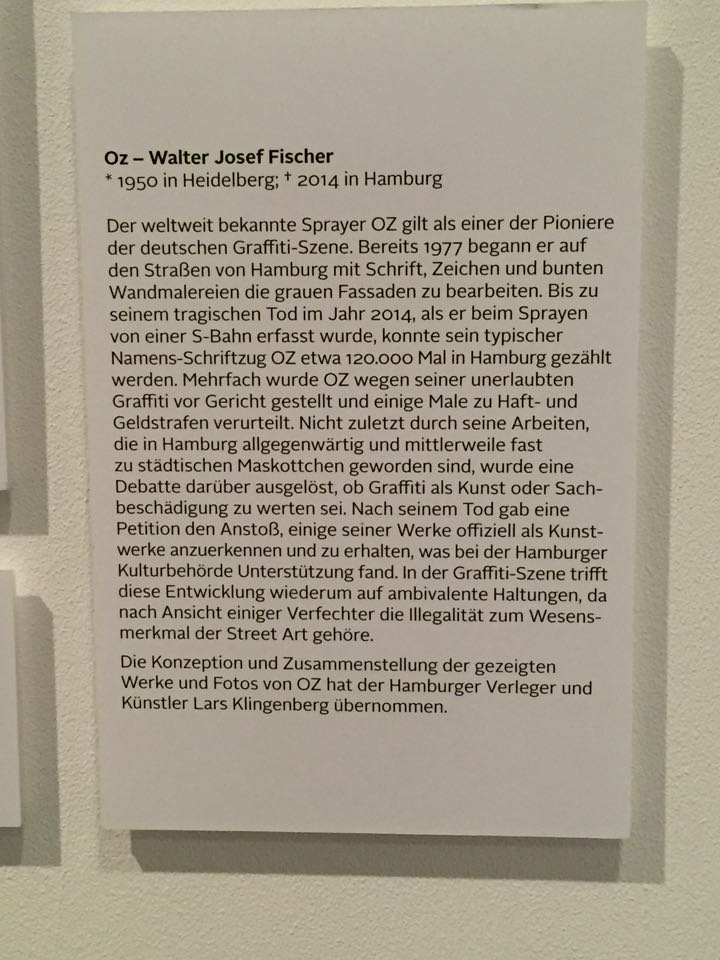 Oz – Walter Josef Fischer
* 1950 in Heidelberg; † 2014 in Hamburg
Der weltweit bekannte Sprayer OZ gilt als einer der Pioniere
der deutschen Graffiti-Szene. Bereits 1977 begann er auf
den Straßen von Hamburg mit Schrift, Zeichen und bunten
Wandmalereien die grauen Fassaden zu bearbeiten. Bis zu
seinem tragischen Tod im Jahr 2014, als er beim Sprayen
von einer S-Bahn erfasst wurde, konnte sein typischer
Namens-Schriftzug OZ etwa 120.000 Mal in Hamburg gezählt
werden. Mehrfach wurde OZ wegen seiner unerlaubten
Graffiti vor Gericht gestellt und einige Male zu Haft- und
Geldstrafen verurteilt. Nicht zuletzt durch seine Arbeiten,
die in Hamburg allgegenwärtig und mittlerweile fast
zu städtischen Maskottchen geworden sind, wurde eine
Debatte darüber ausgelöst, ob Graffiti als Kunst oder Sach-
beschädigung zu werten sei. Nach seinem Tod gab eine
Petition den Anstoß, einige seiner Werke offiziell als Kunst-
werke anzuerkennen und zu erhalten, was bei der Hamburger
Kulturbehörde Unterstützung fand. In der Graffiti-Szene trifft
diese Entwicklung wiederum auf ambivalente Haltungen, da
nach Ansicht einiger Verfechter die Illegalität zum Wesens-
merkmal der Street Art gehöre.
Die Konzeption und Zusammenstellung der gezeigten
Werke und Fotos von OZ hat der Hamburger Verleger und
Künstler Lars Klingenberg übernommen.